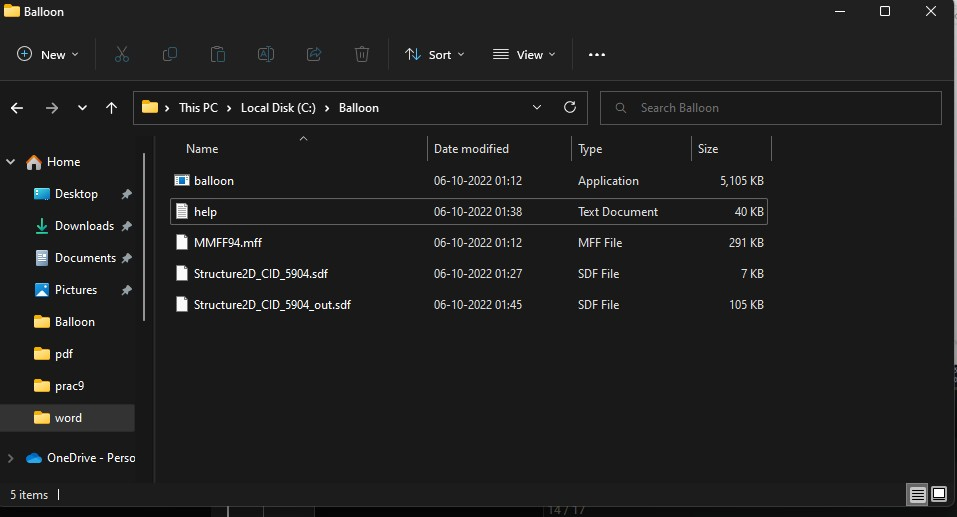 Balloon
New
Sort
View
This PC
Local Disk (C:)
Balloon
Search Balloon
Name Date modified Type Size
Home
Desktop
Downloads
Documents
Pictures
Balloon
pdf
prac9
word
OneDrive - Perso
balloon 06-10-2022 01:12 Application 5,105 KB
help 06-10-2022 01:38 Text Document 40 KB
MMFF94.mff 06-10-2022 01:12 MFF File 291 KB
Structure2D_CID_5904.sdf 06-10-2022 01:27 SDF File 7 KB
Structure2D_CID_5904_out.sdf 06-10-2022 01:45 SDF File 105 KB
5 items
14 / 17